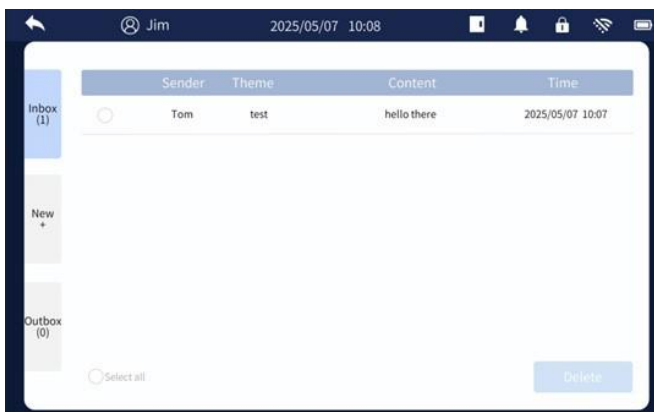 Jim 2025/05/07 10:08
Sender Theme Content Time
Inbox
(1)
Tom test hello there 2025/05/07 10:07
New
+
Outbox
(0)
Select all
Delete